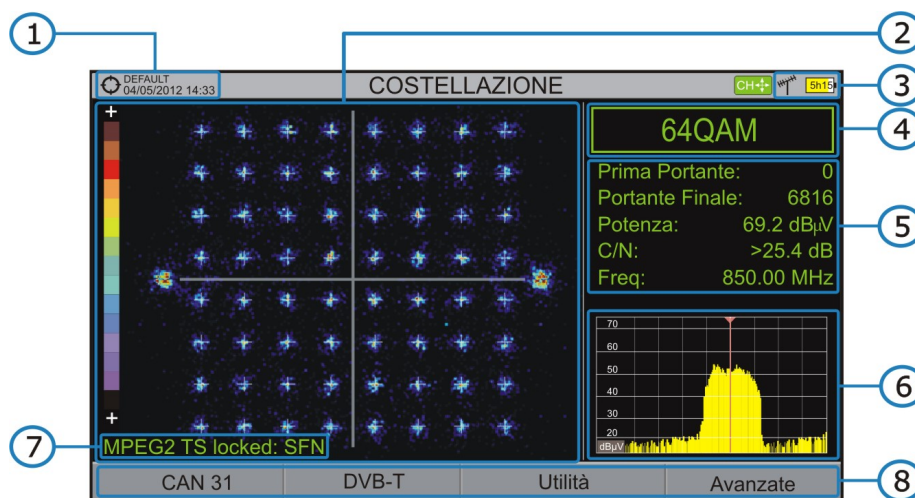 1
2
3
4
5
6
7
8
DEFAULT
04/05/2012 14:33
COSTELLAZIONE
CH
5h15
+
+
64QAM
Prima Portante: 0
Portante Finale: 6816
Potenza: 69.2 dBµV
C/N: >25.4 dB
Freq: 850.00 MHz
70
60
50
40
30
20
dBµV
MPEG2 TS locked: SFN
CAN 31
DVB-T
Utilità
Avanzate